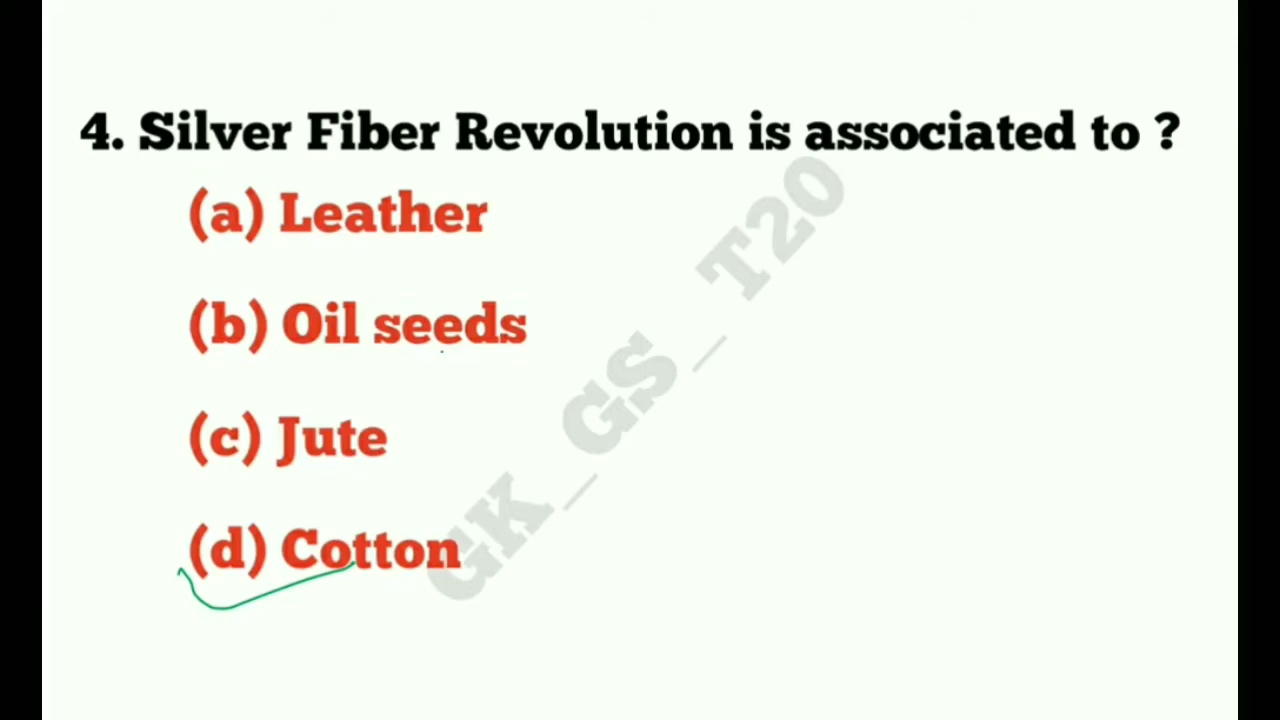 4. Silver Fiber Revolution is associated to ?
(a) Leather
(b) Oil seeds
(c) Jute
(d) Cotton
GK_GS_T20